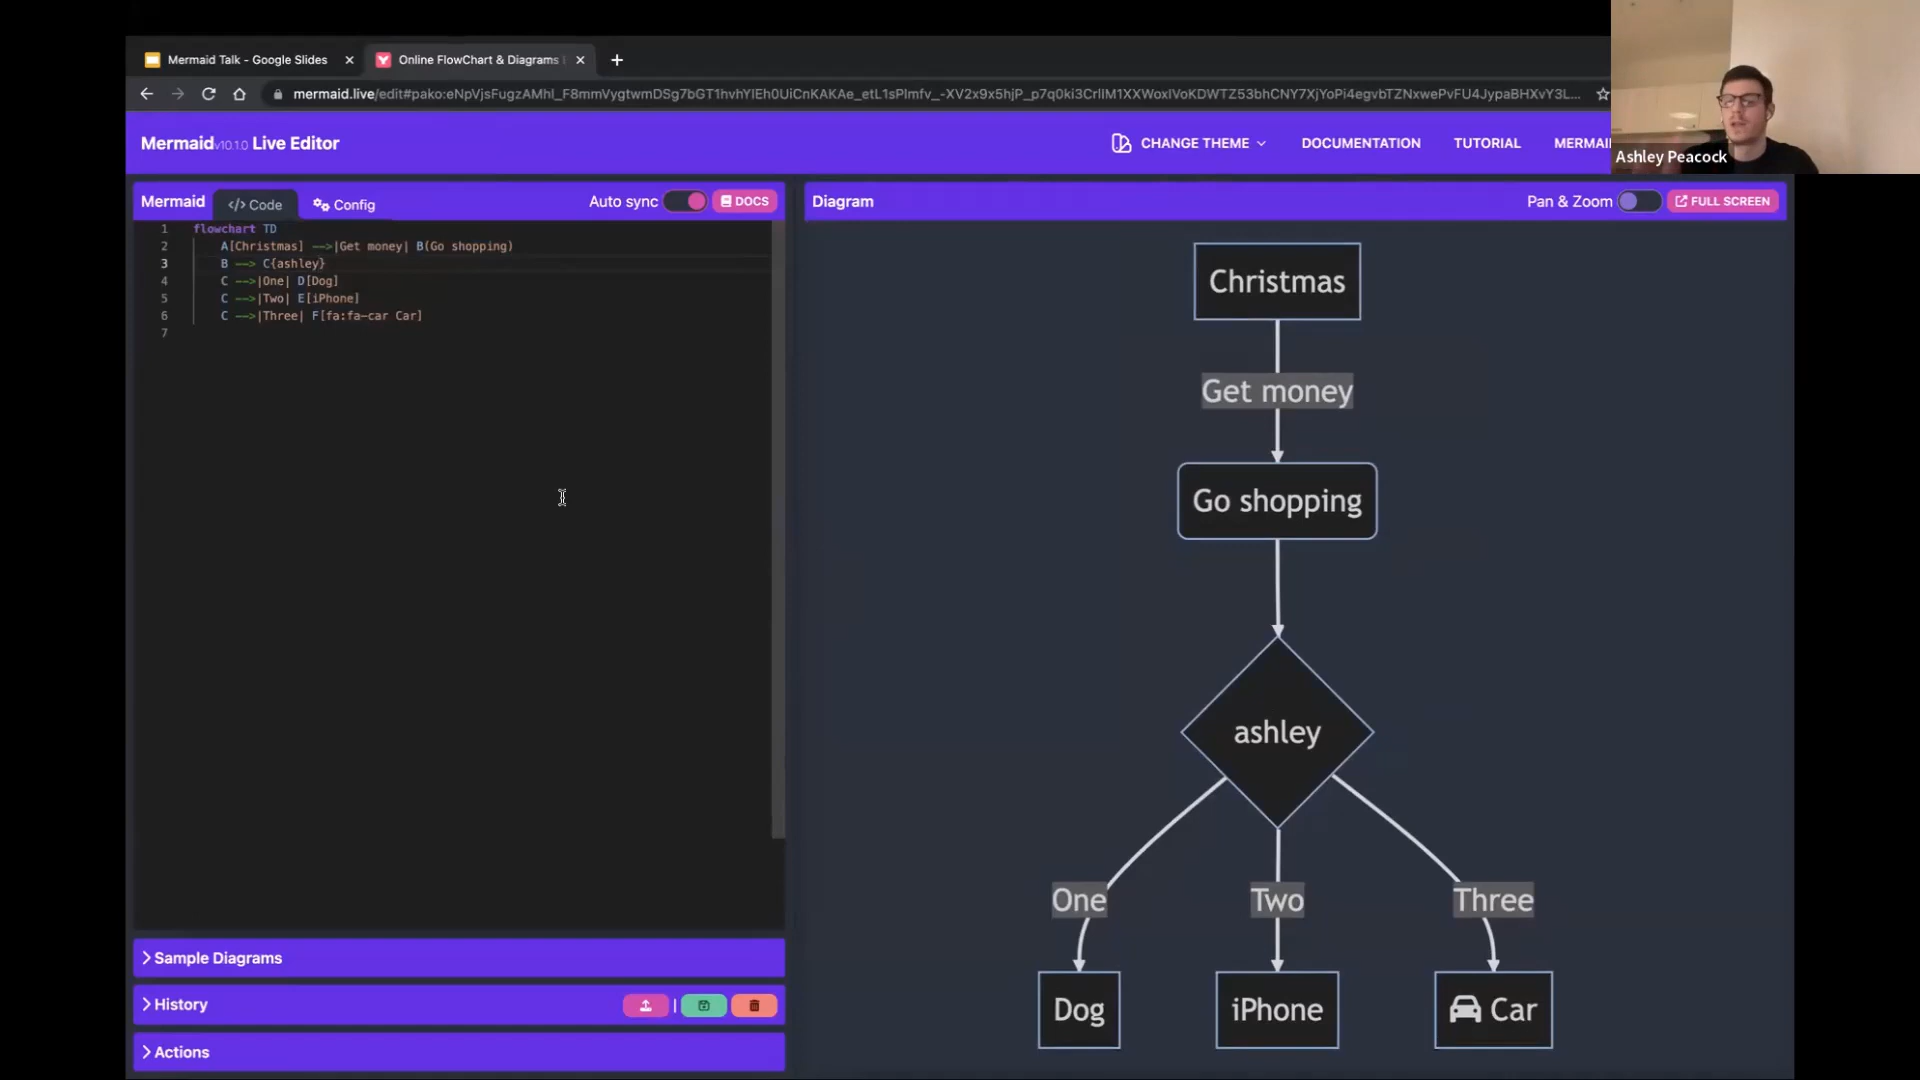 Mermaid Talk - Google Slides
Online FlowChart & Diagrams
mermaid.live/edit#pako:
Mermaid v10.1.0 Live Editor
CHANGE THEME
DOCUMENTATION
TUTORIAL
Ashley Peacock
Mermaid
Code
Config
Auto sync
DOCS
Diagram
Pan & Zoom
FULL SCREEN
1 flowchart TD
2 A[Christmas] -->|Get money| B(Go shopping)
3 B --> C{ashley}
4 C -->|One| D[Dog]
5 C -->|Two| E[iPhone]
6 C -->|Three| F[fa:fa-car Car]
7
Christmas
Get money
Go shopping
ashley
One
Two
Three
Dog
iPhone
Car
Sample Diagrams
History
Actions